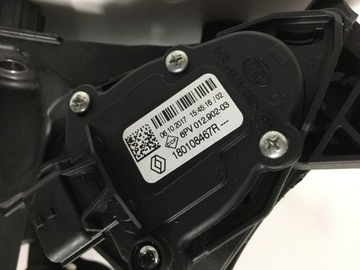 06.10.2017 15:45:16 / 02
6PV 012.902-03
180108467R---